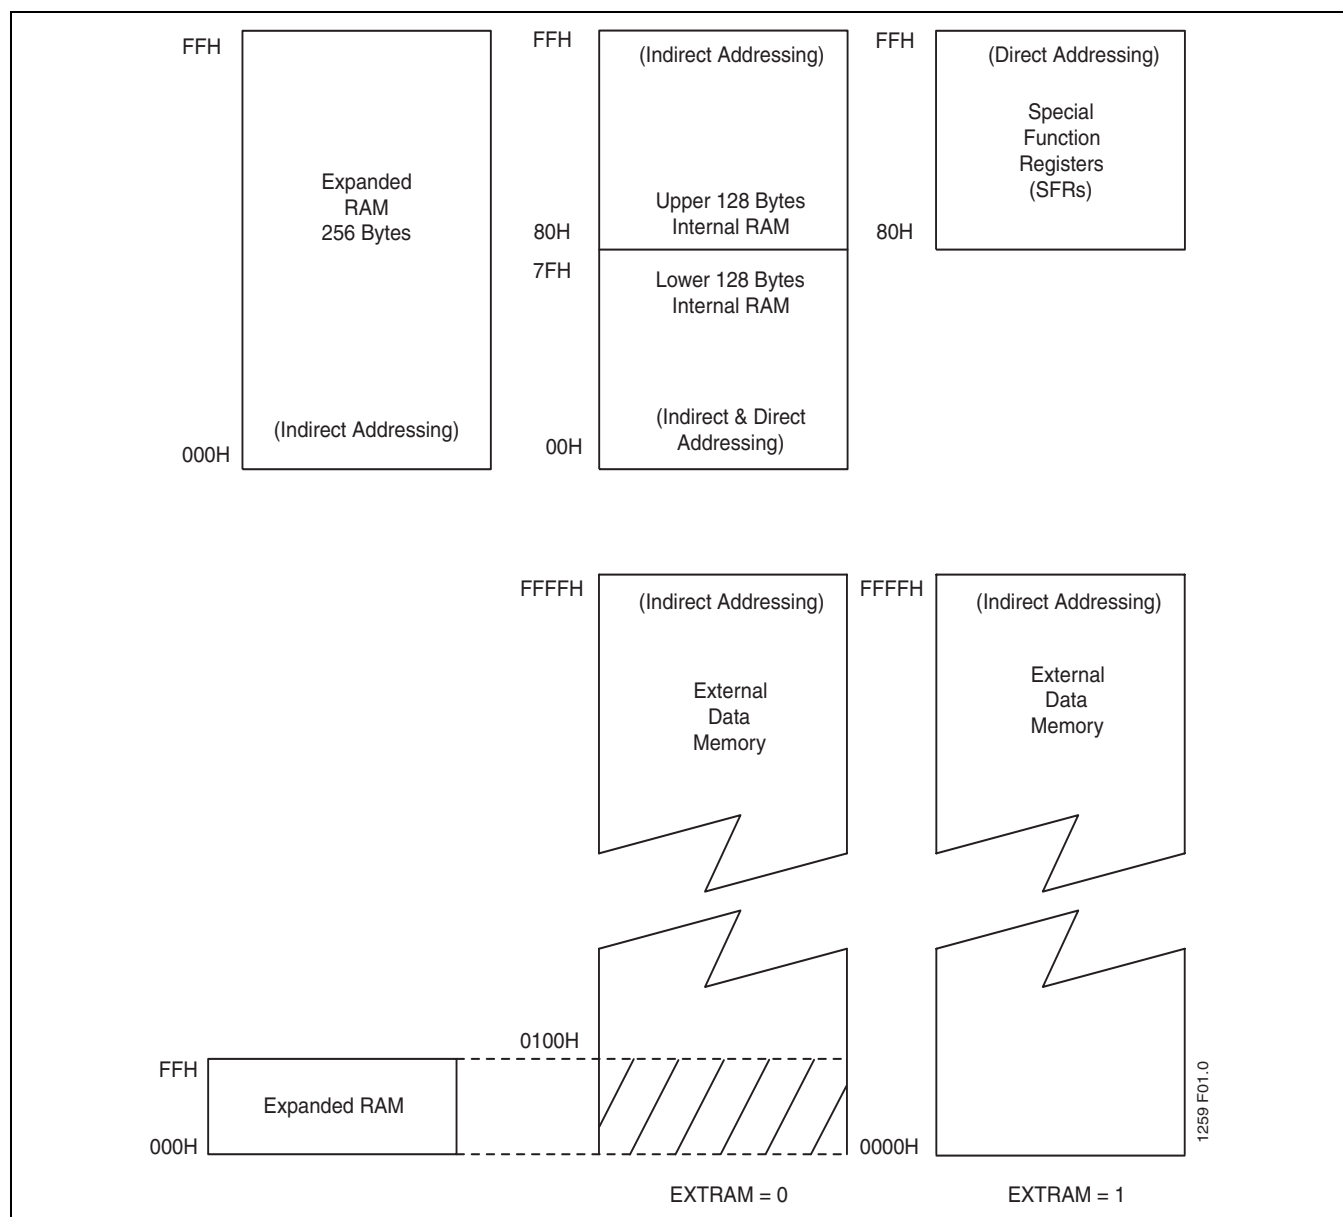 FFH
Expanded
RAM
256 Bytes
(Indirect Addressing)
000H
FFH
(Indirect Addressing)
Upper 128 Bytes
Internal RAM
80H
7FH
Lower 128 Bytes
Internal RAM
(Indirect & Direct
Addressing)
00H
FFH
(Direct Addressing)
Special
Function
Registers
(SFRs)
80H
FFFFH
(Indirect Addressing)
External
Data
Memory
0100H
FFH
Expanded RAM
000H
EXTRAM = 0
FFFFH
(Indirect Addressing)
External
Data
Memory
0000H
EXTRAM = 1
1259 F01.0